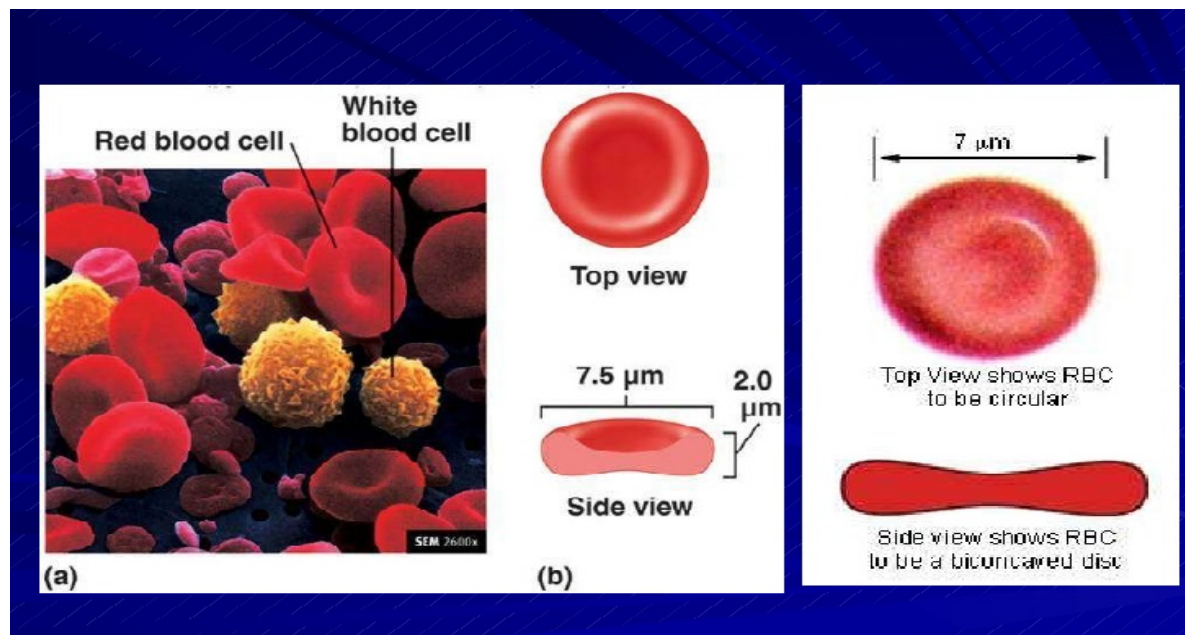 White
blood cell
Red blood cell
SEM 2600x
(a)
Top view
7.5 µm
2.0
µm
Side view
(b)
7 µm
Top View shows RBC
to be circular
Side view shows RBC
to be a biconcaved disc